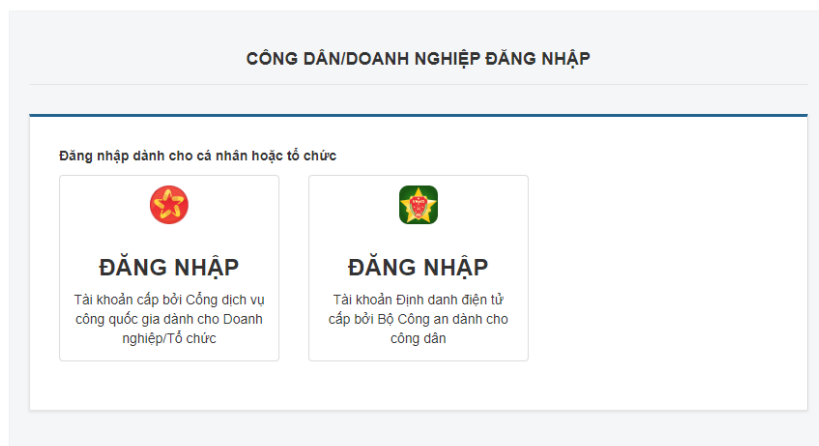 CÔNG DÂN/DOANH NGHIỆP ĐĂNG NHẬP
Đăng nhập dành cho cá nhân hoặc tổ chức
ĐĂNG NHẬP
Tài khoản cấp bởi Cổng dịch vụ
công quốc gia dành cho Doanh
nghiệp/Tổ chức
ĐĂNG NHẬP
Tài khoản Định danh điện tử
cấp bởi Bộ Công an dành cho
công dân